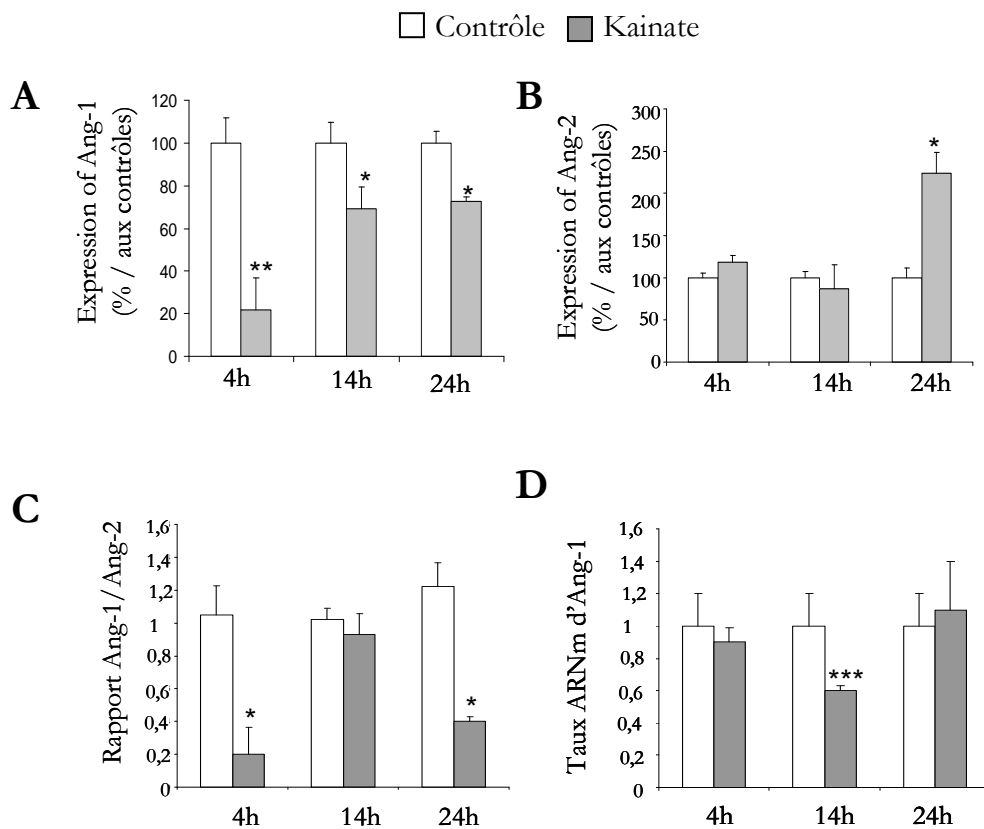 Contrôle Kainate
A
Expression of Ang-1
(% / aux contrôles)
120
100
80
60
40
20
0
**
*
*
4h 14h 24h
B
Expression of Ang-2
(% / aux contrôles)
300
250
200
150
100
50
0
*
4h 14h 24h
C
Rapport Ang-1/Ang-2
1,6
1,4
1,2
1
0,8
0,6
0,4
0,2
0
*
*
4h 14h 24h
D
Taux ARNm d'Ang-1
1,6
1,4
1,2
1
0,8
0,6
0,4
0,2
0
***
4h 14h 24h